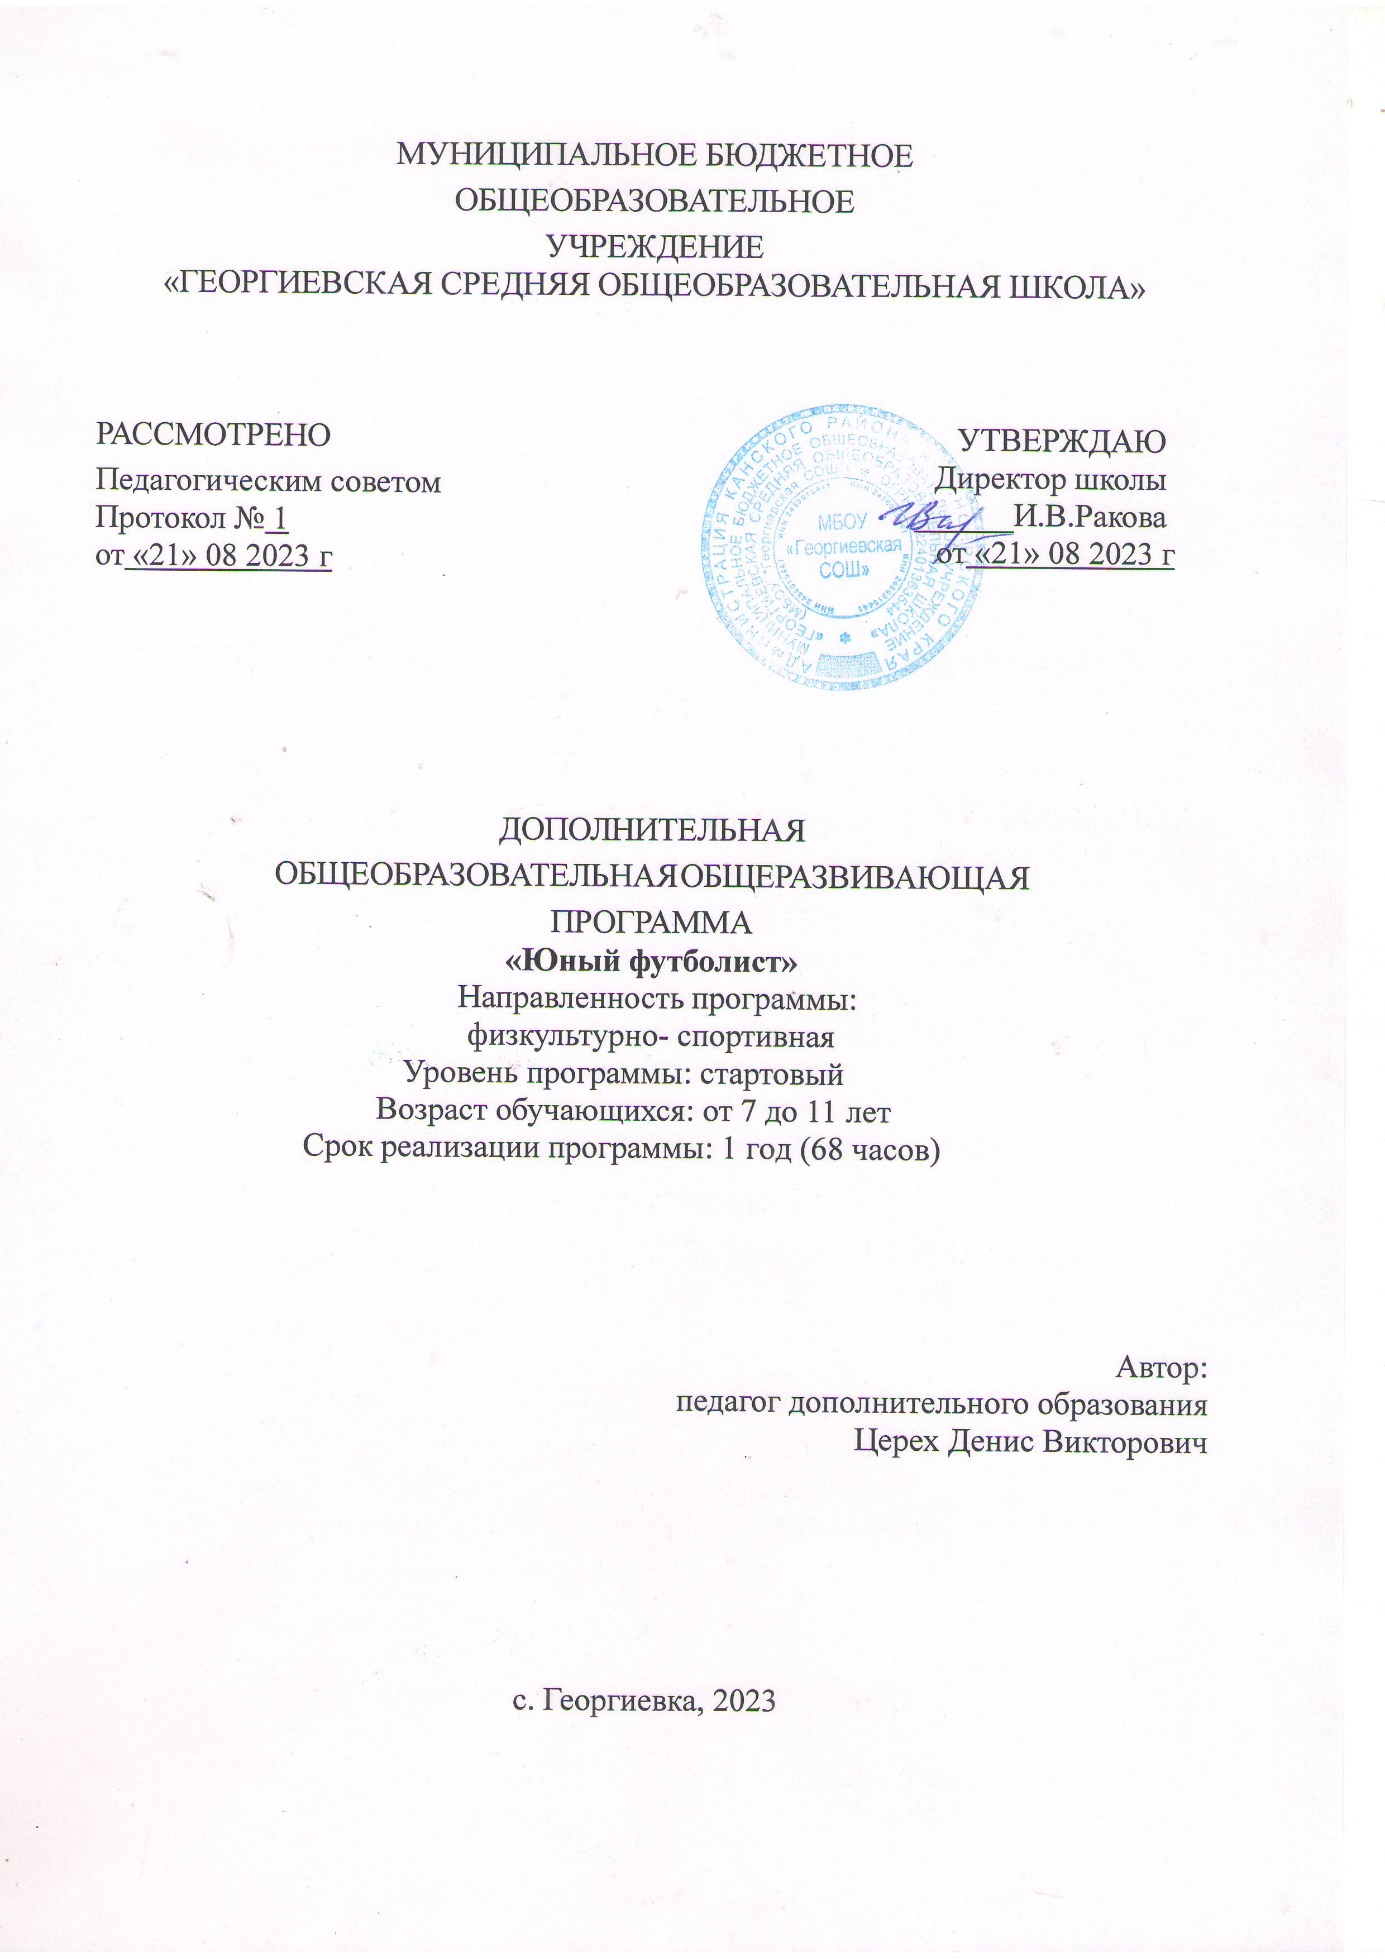 МУНИЦИПАЛЬНОЕ БЮДЖЕТНОЕ
ОБЩЕОБРАЗОВАТЕЛЬНОЕ
УЧРЕЖДЕНИЕ
«ГЕОРГИЕВСКАЯ СРЕДНЯЯ ОБЩЕОБРАЗОВАТЕЛЬНАЯ ШКОЛА»
РАССМОТРЕНО
Педагогическим советом
Протокол № 1
от «21» 08 2023 г
УТВЕРЖДАЮ
Директор школы
И.В.Ракова
от «21» 08 2023 г
МБОУ
«Георгиевская
СОШ»
ДОПОЛНИТЕЛЬНАЯ
ОБЩЕОБРАЗОВАТЕЛЬНАЯ ОБЩЕРАЗВИВАЮЩАЯ
ПРОГРАММА
«Юный футболист»
Направленность программы:
физкультурно- спортивная
Уровень программы: стартовый
Возраст обучающихся: от 7 до 11 лет
Срок реализации программы: 1 год (68 часов)
Автор:
педагог дополнительного образования
Церех Денис Викторович
с. Георгиевка, 2023